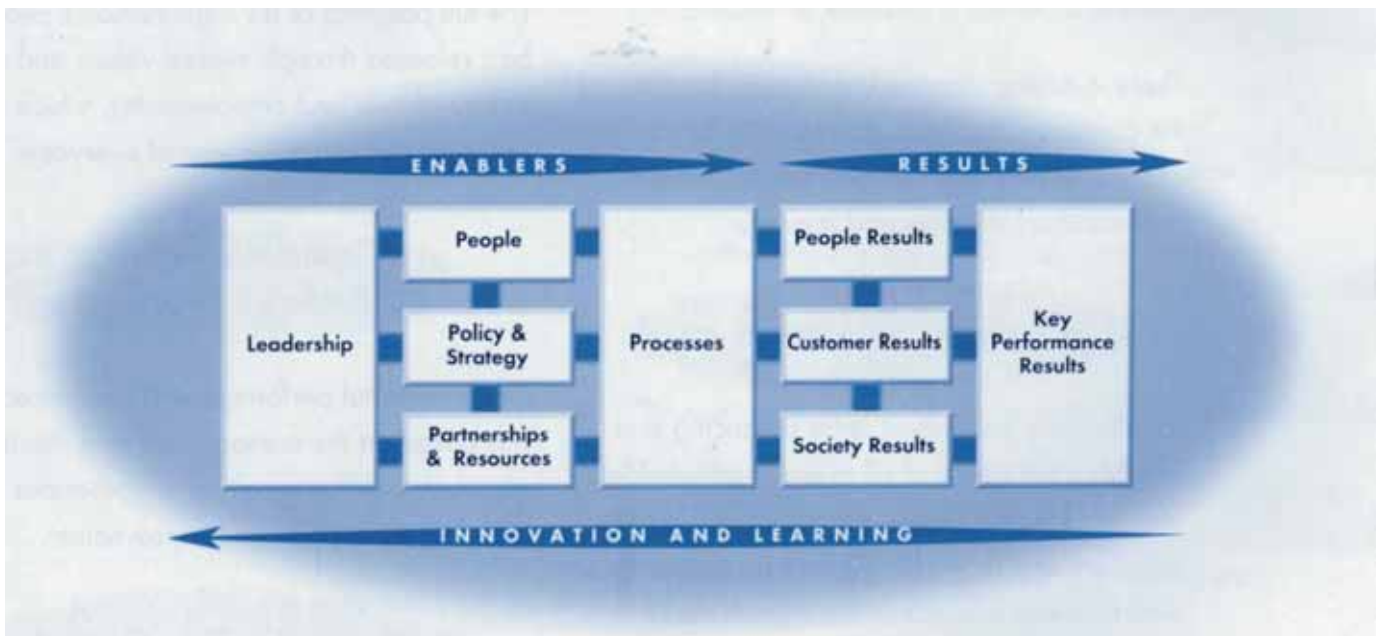 ENABLERS
RESULTS
Leadership
People
Policy &
Strategy
Partnerships
& Resources
Processes
People Results
Customer Results
Society Results
Key
Performance
Results
INNOVATION AND LEARNING